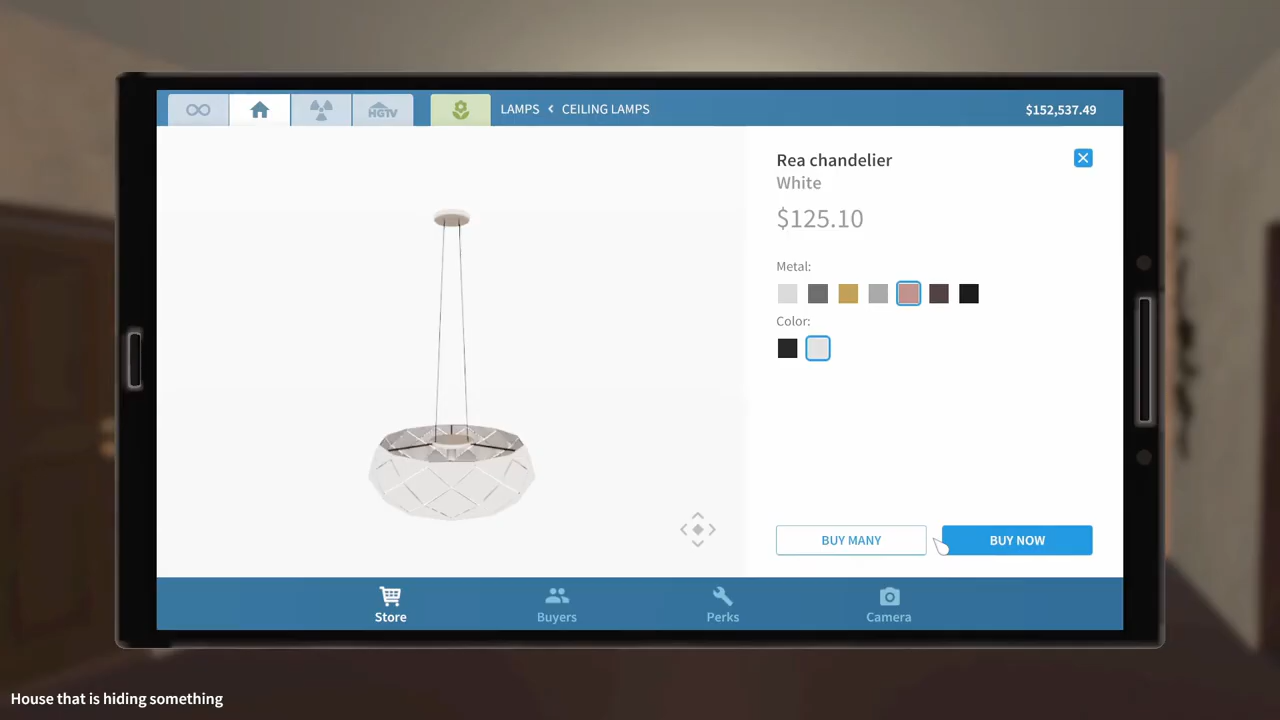 HGTV
LAMPS < CEILING LAMPS
$152,537.49
Rea chandelier
White
$125.10
Metal:
Color:
BUY MANY
BUY NOW
Store
Buyers
Perks
Camera
House that is hiding something